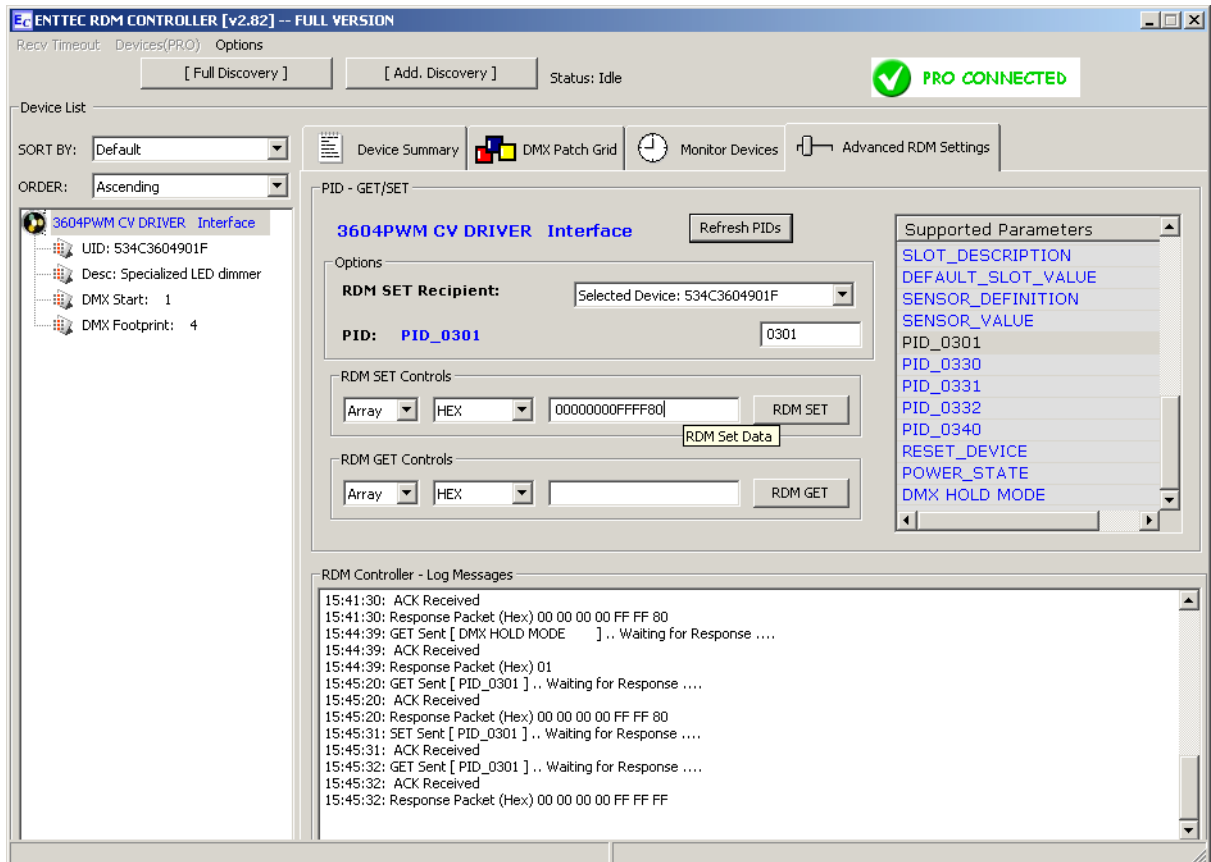 EC ENTTEC RDM CONTROLLER [v2.82] -- FULL VERSION
Recv Timeout Devices(PRO) Options
[ Full Discovery ] [ Add. Discovery ] Status: Idle PRO CONNECTED
Device List
SORT BY: Default
ORDER: Ascending
3604PWM CV DRIVER Interface
UID: 534C3604901F
Desc: Specialized LED dimmer
DMX Start: 1
DMX Footprint: 4
Device Summary DMX Patch Grid Monitor Devices Advanced RDM Settings
PID - GET/SET
3604PWM CV DRIVER Interface Refresh PIDs
Options
RDM SET Recipient: Selected Device: 534C3604901F
PID: PID_0301 0301
RDM SET Controls
Array HEX 00000000FFFF80 RDM SET
RDM Set Data
RDM GET Controls
Array HEX RDM GET
Supported Parameters
SLOT_DESCRIPTION
DEFAULT_SLOT_VALUE
SENSOR_DEFINITION
SENSOR_VALUE
PID_0301
PID_0330
PID_0331
PID_0332
PID_0340
RESET_DEVICE
POWER_STATE
DMX HOLD MODE
RDM Controller - Log Messages
15:41:30: ACK Received
15:41:30: Response Packet (Hex) 00 00 00 00 FF FF 80
15:44:39: GET Sent [ DMX HOLD MODE ] .. Waiting for Response ....
15:44:39: ACK Received
15:44:39: Response Packet (Hex) 01
15:45:20: GET Sent [ PID_0301 ] .. Waiting for Response ....
15:45:20: ACK Received
15:45:20: Response Packet (Hex) 00 00 00 00 FF FF 80
15:45:31: SET Sent [ PID_0301 ] .. Waiting for Response ....
15:45:31: ACK Received
15:45:32: GET Sent [ PID_0301 ] .. Waiting for Response ....
15:45:32: ACK Received
15:45:32: Response Packet (Hex) 00 00 00 00 FF FF FF